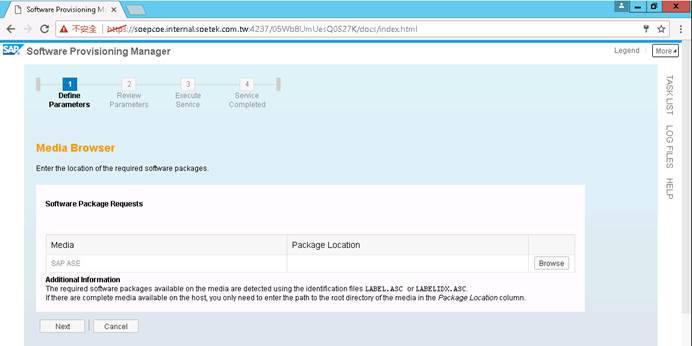 Software Provisioning M
不安全
https://soepcoe.internal.soetek.com.tw:4237/05WbBUmUesQ0S27K/docs/index.html
SAP Software Provisioning Manager
Legend
More
1
2
3
4
Define Parameters
Review Parameters
Execute Service
Service Completed
TASK LIST
LOG FILES
HELP
Media Browser
Enter the location of the required software packages.
Software Package Requests
Media Package Location
SAP ASE Browse
Additional Information
The required software packages available on the media are detected using the identification files LABEL.ASC or LABELIDX.ASC.
If there are complete media available on the host, you only need to enter the path to the root directory of the media in the Package Location column.
Next Cancel